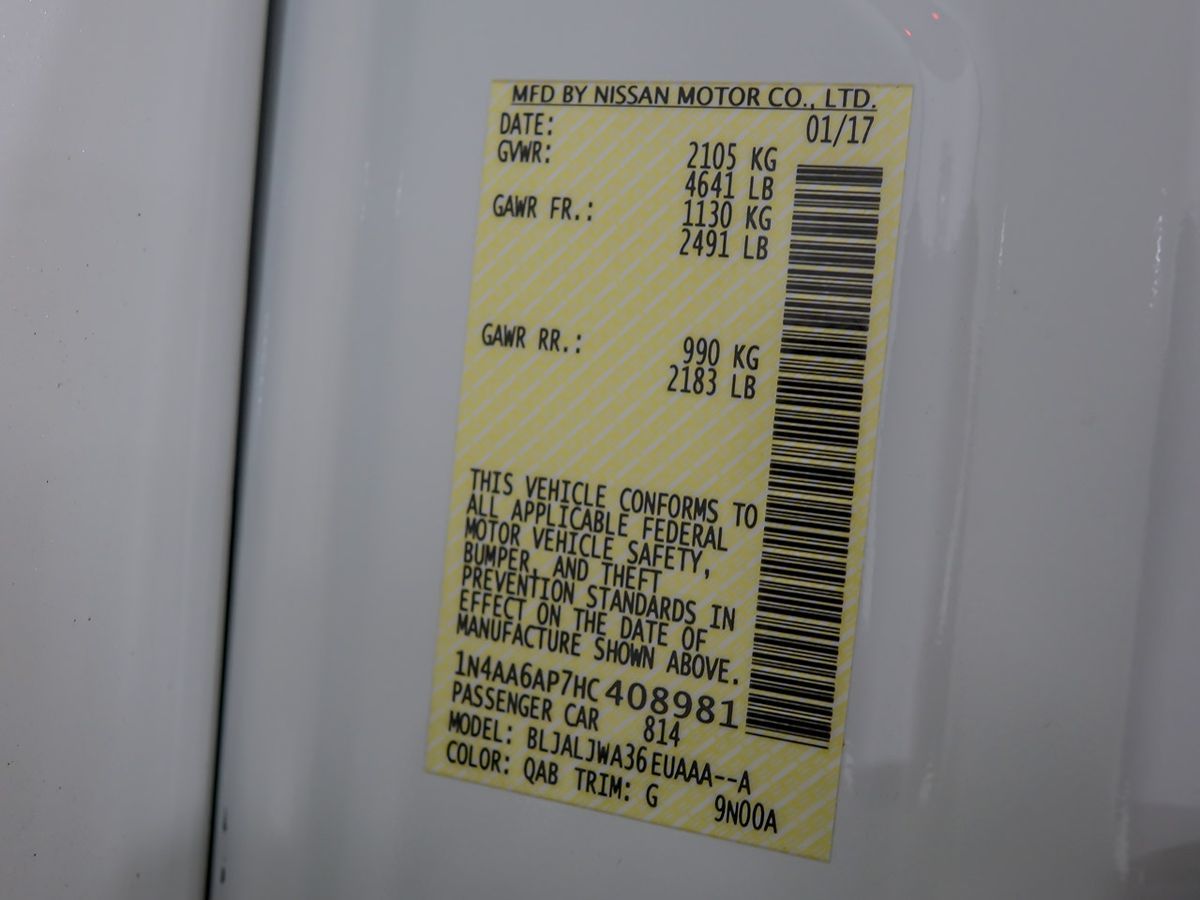 MFD BY NISSAN MOTOR CO., LTD.
DATE: 01/17
GVWR: 2105 KG
4641 LB
GAWR FR.: 1130 KG
2491 LB
GAWR RR.: 990 KG
2183 LB
THIS VEHICLE CONFORMS TO
ALL APPLICABLE FEDERAL
MOTOR VEHICLE SAFETY,
BUMPER, AND THEFT
PREVENTION STANDARDS IN
EFFECT ON THE DATE OF
MANUFACTURE SHOWN ABOVE.
1N4AA6AP7HC408981
PASSENGER CAR 814
MODEL: BLJALJWA36EUAAA--A
COLOR: QAB TRIM: G 9N00A